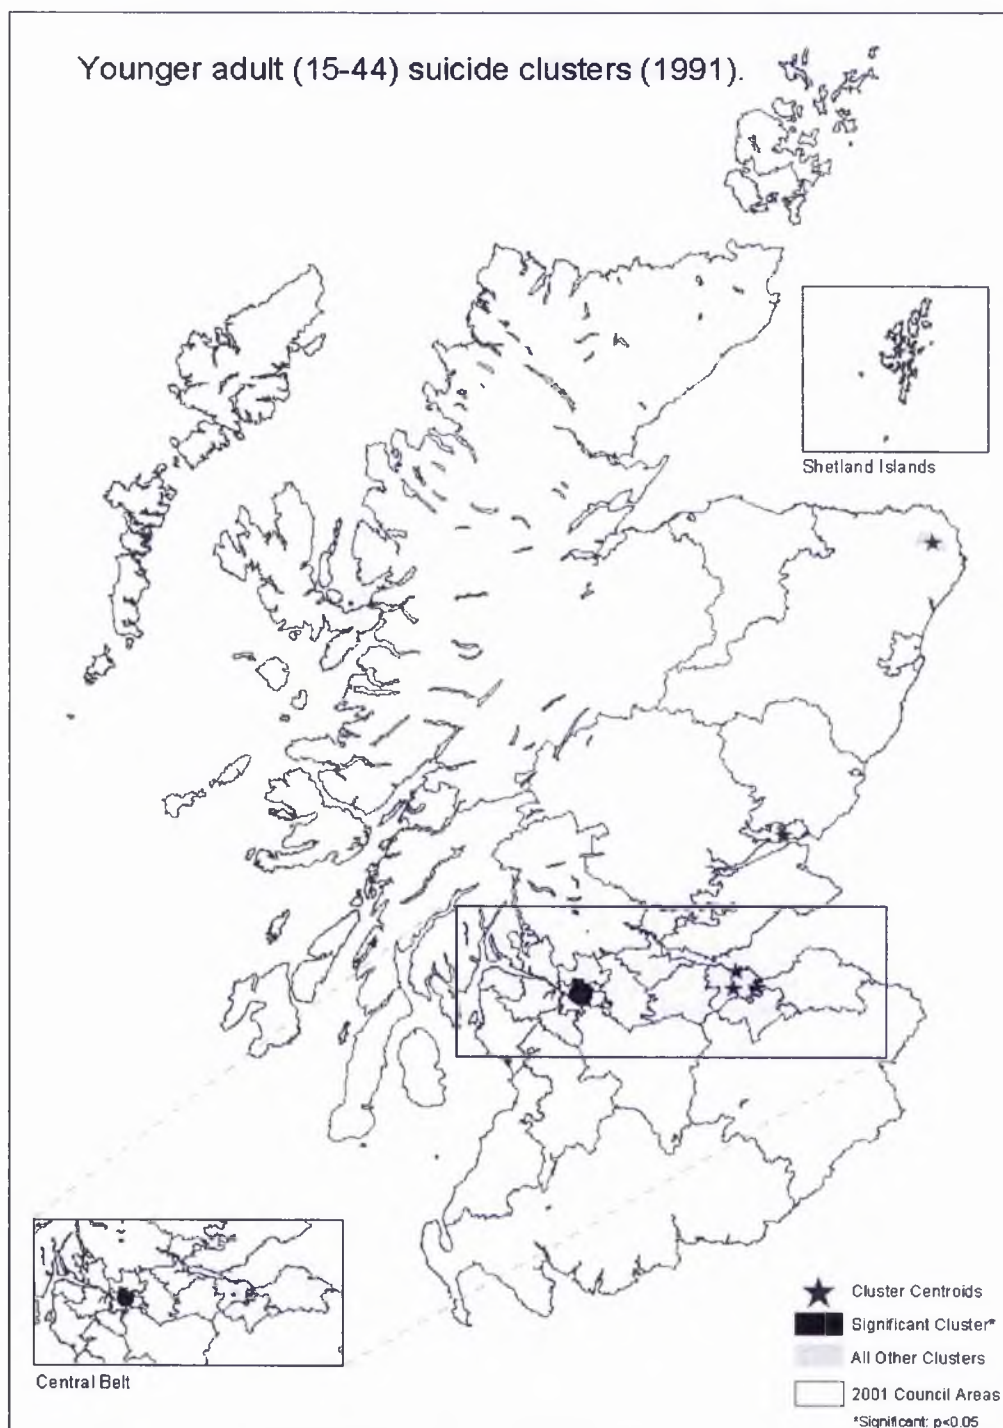 Younger adult (15-44) suicide clusters (1991).
Shetland Islands
Central Belt
Cluster Centroids
Significant Cluster*
All Other Clusters
2001 Council Areas
*Significant: p<0.05